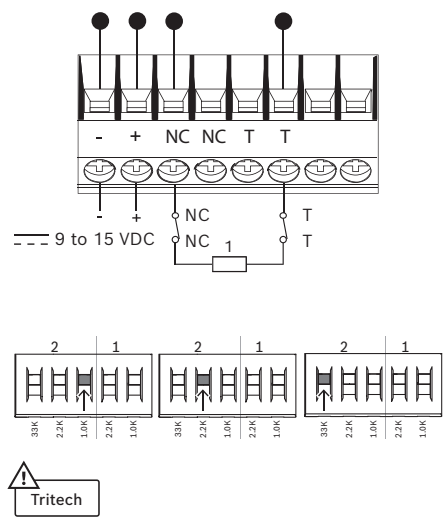 - + NC NC T T
- + NC T
9 to 15 VDC NC 1 T
2 1 2 1 2 1
33K 2.2K 1.0K 2.2K 1.0K 33K 2.2K 1.0K 2.2K 1.0K 33K 2.2K 1.0K 2.2K 1.0K
!
Tritech